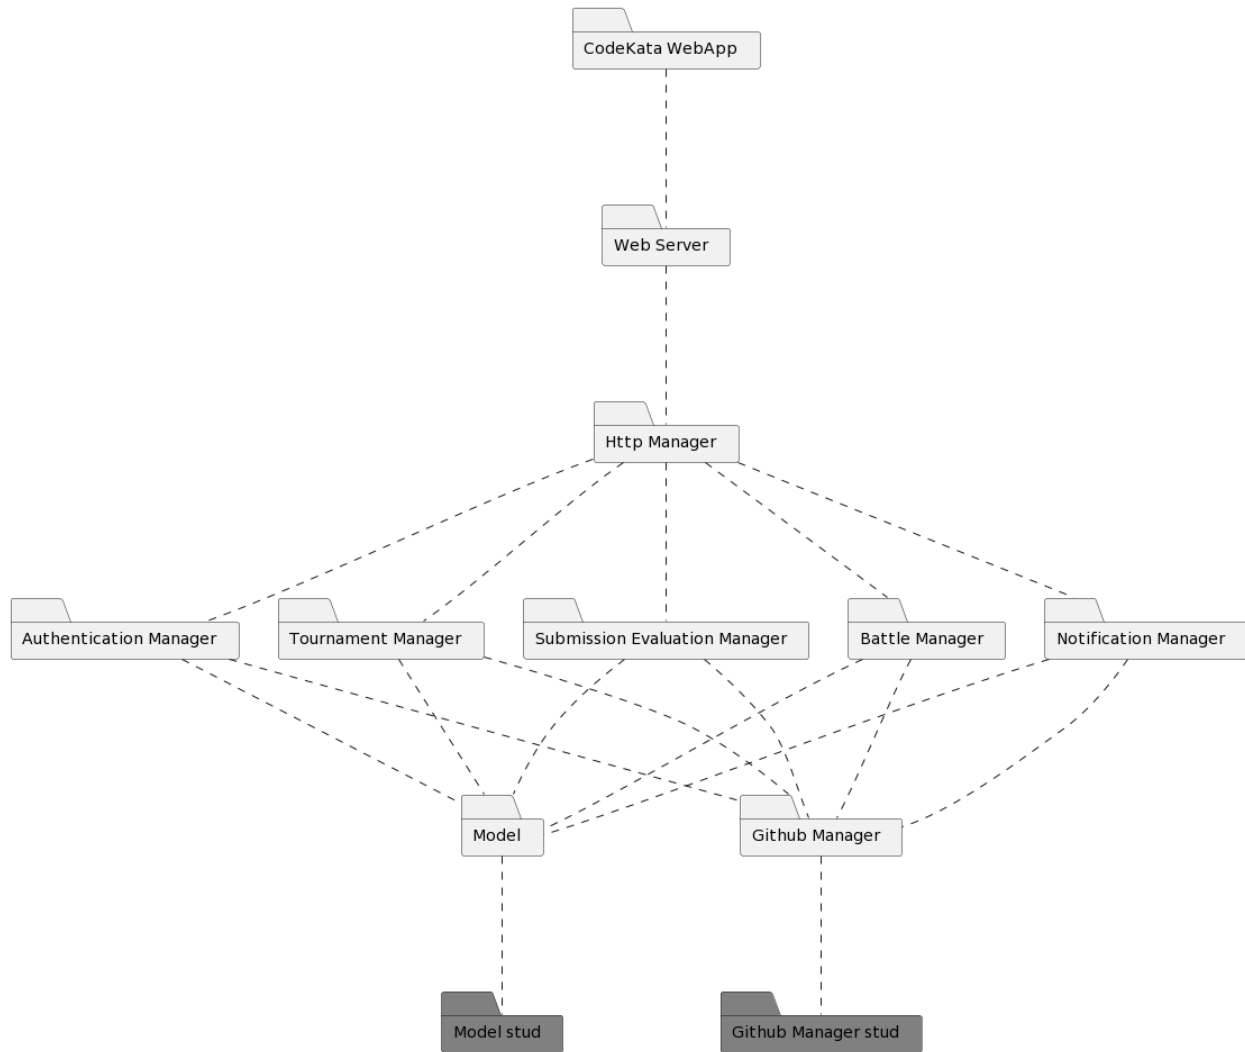 CodeKata WebApp
Web Server
Http Manager
Authentication Manager
Tournament Manager
Submission Evaluation Manager
Battle Manager
Notification Manager
Model
Github Manager
Model stud
Github Manager stud